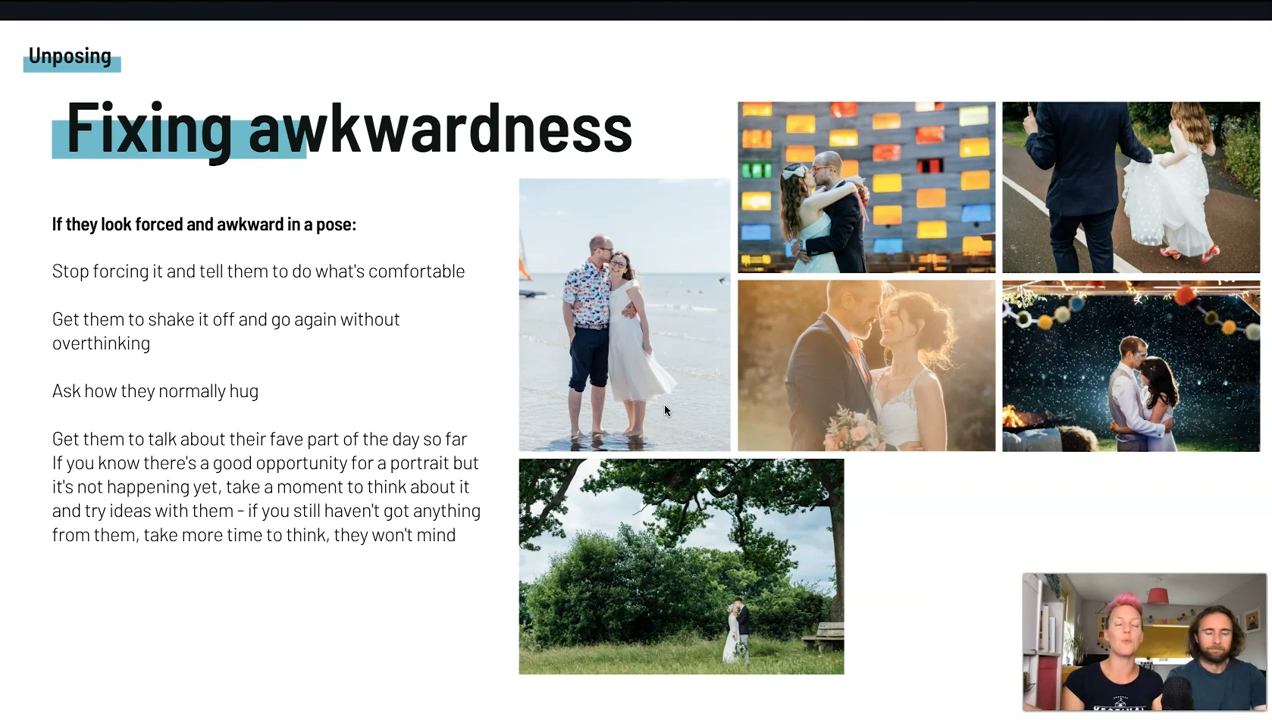 Unposing
Fixing awkwardness
If they look forced and awkward in a pose:
Stop forcing it and tell them to do what's comfortable
Get them to shake it off and go again without
overthinking
Ask how they normally hug
Get them to talk about their fave part of the day so far
If you know there's a good opportunity for a portrait but
it's not happening yet, take a moment to think about it
and try ideas with them - if you still haven't got anything
from them, take more time to think, they won't mind